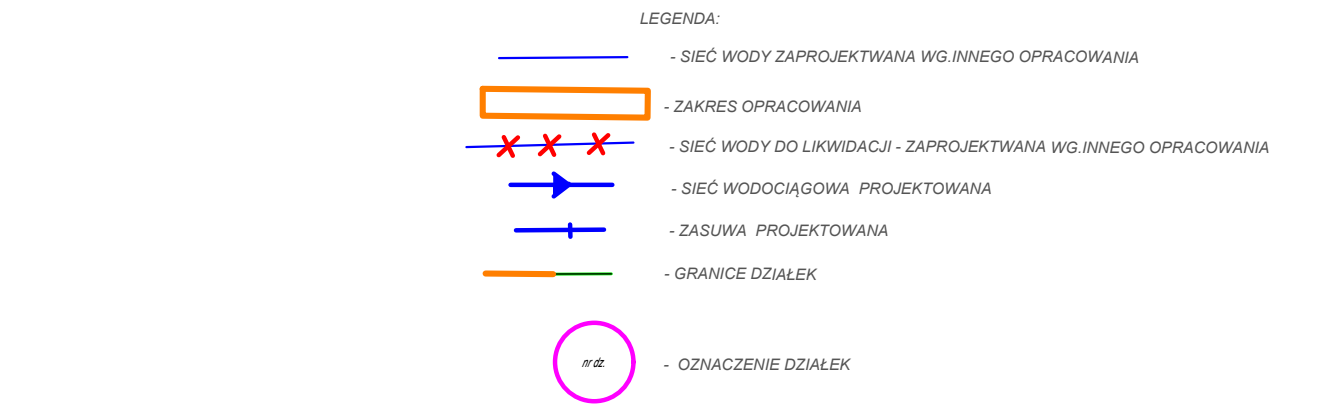 LEGENDA:
- SIEĆ WODY ZAPROJEKTWANA WG.INNEGO OPRACOWANIA
- ZAKRES OPRACOWANIA
- SIEĆ WODY DO LIKWIDACJI - ZAPROJEKTWANA WG.INNEGO OPRACOWANIA
- SIEĆ WODOCIĄGOWA PROJEKTOWANA
- ZASUWA PROJEKTOWANA
- GRANICE DZIAŁEK
nr dz.
- OZNACZENIE DZIAŁEK